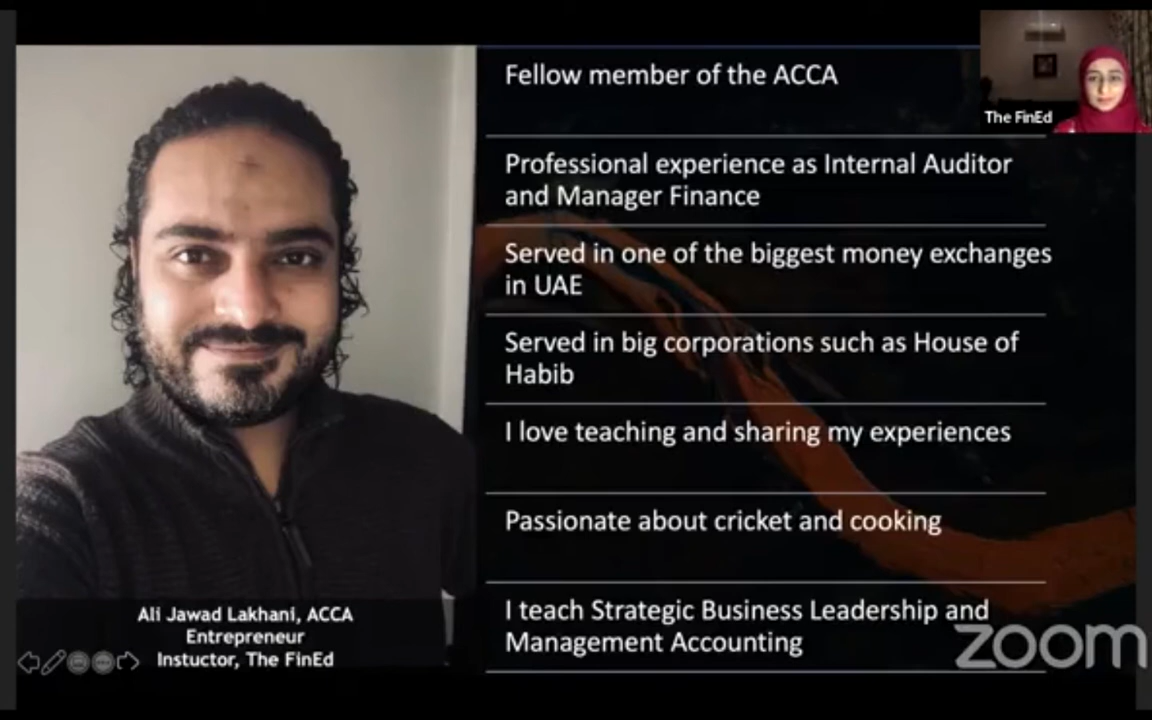 Fellow member of the ACCA
The FinEd
Professional experience as Internal Auditor
and Manager Finance
Served in one of the biggest money exchanges
in UAE
Served in big corporations such as House of
Habib
I love teaching and sharing my experiences
Passionate about cricket and cooking
I teach Strategic Business Leadership and
Management Accounting
Ali Jawad Lakhani, ACCA
Entrepreneur
Instuctor, The FinEd
zoom